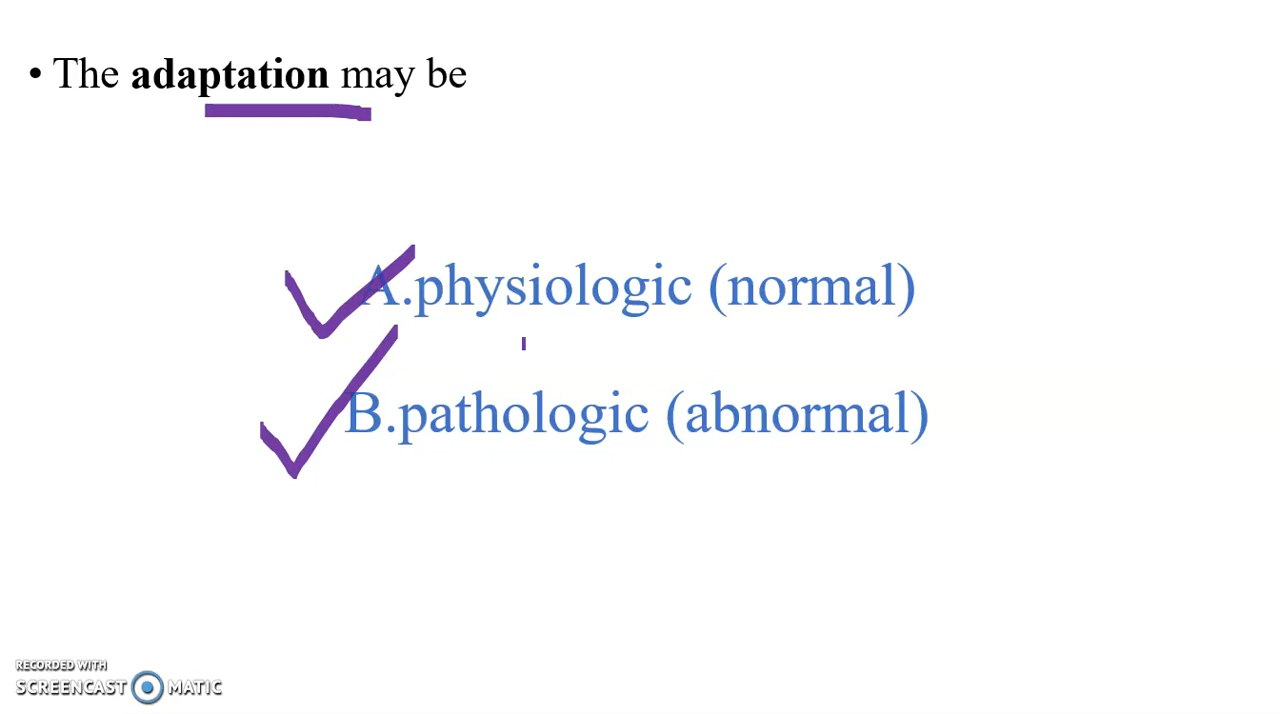 • The adaptation may be
A.physiologic (normal)
B.pathologic (abnormal)
RECORDED WITH
SCREENCAST MATIC